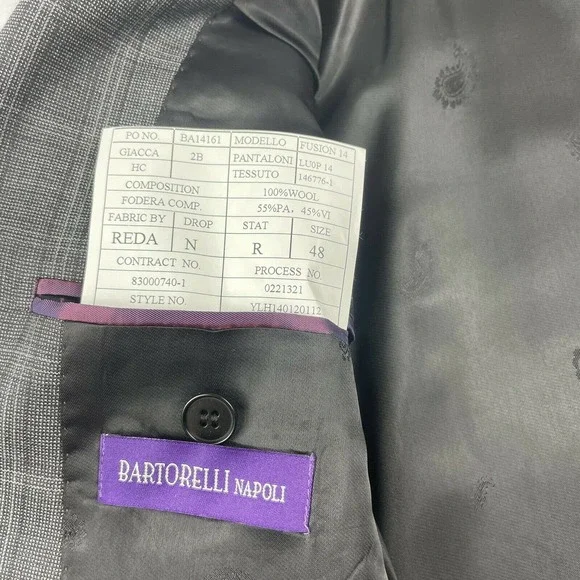 PO NO. BA14161 MODELLO FUSION 14
GIACCA 2B PANTALONI LU0P 14
HC TESSUTO 146776-1
COMPOSITION 100%WOOL
FODERA COMP. 55%PA, 45%VI
FABRIC BY DROP STAT SIZE
REDA N R 48
CONTRACT NO. PROCESS NO.
83000740-1 0221321
STYLE NO. YLH140120112
BARTORELLI NAPOLI